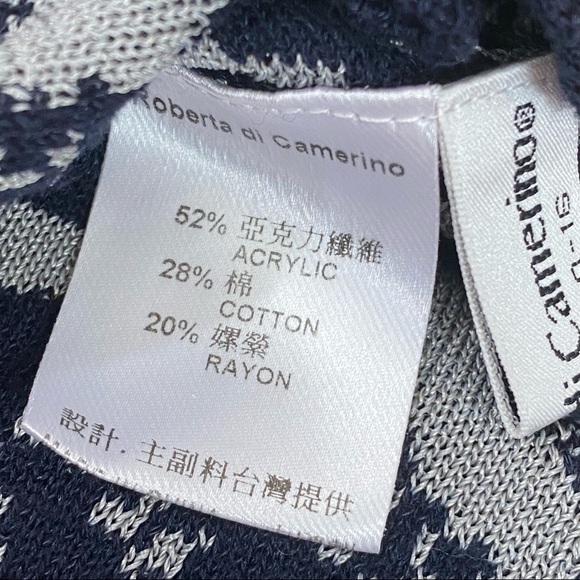 Roberta di Camerino
52% 亞克力纖維
ACRYLIC
28% 棉
COTTON
20% 嫘縈
RAYON
設計.主副料台灣提供
Camerino®